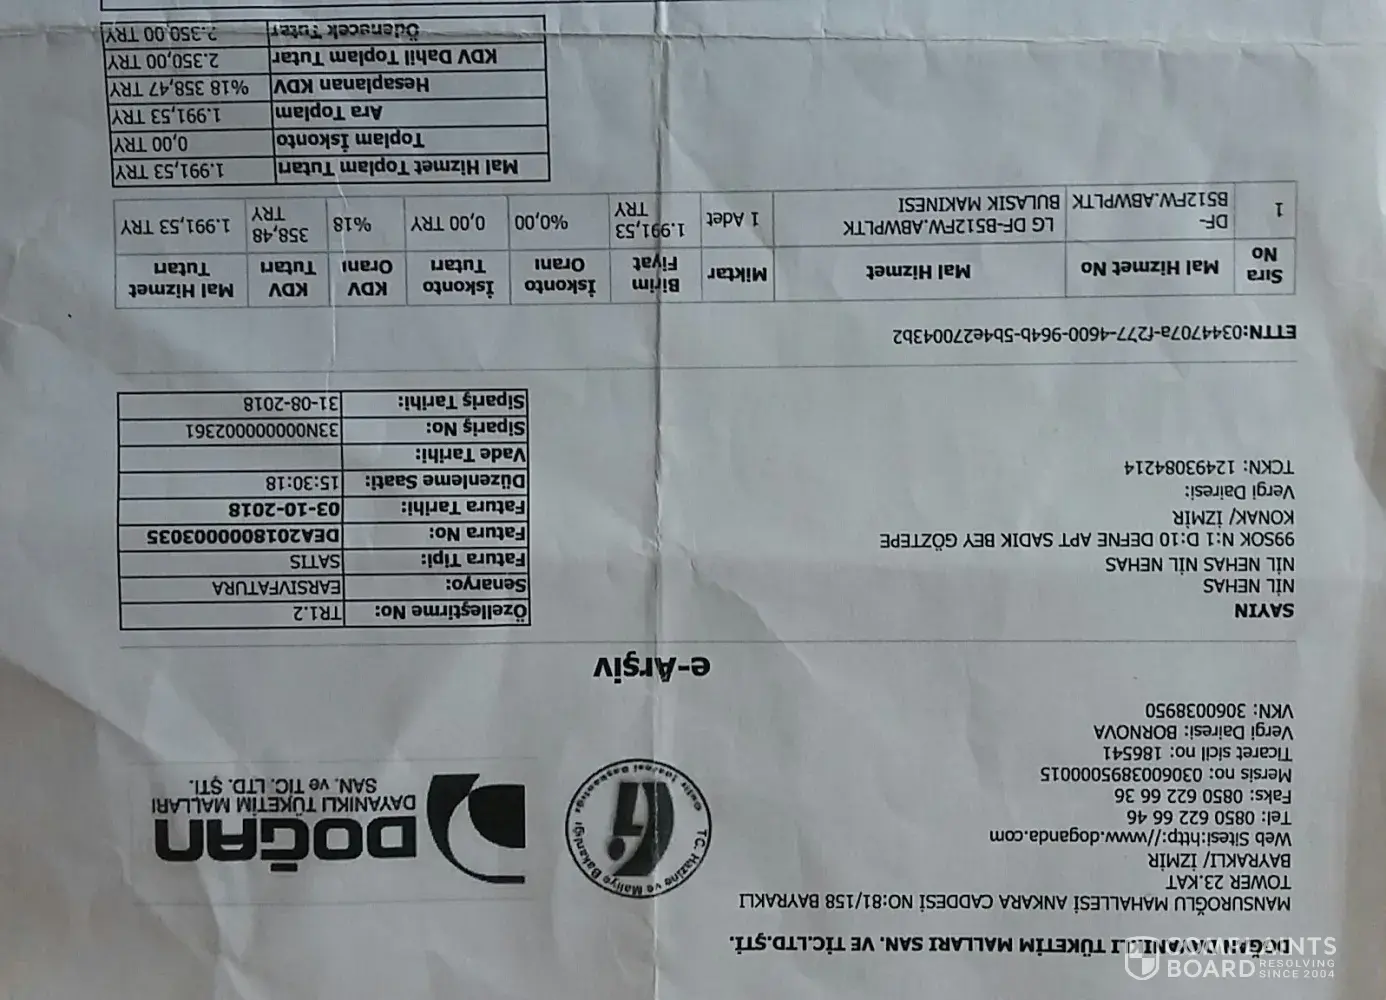 DOĞAN DAYANIKLI TÜKETİM MALLARI SAN. VE TİC.LTD.ŞTİ.
MANSUROĞLU MAHALLESİ ANKARA CADDESİ NO:81/158 BAYRAKLI
TOWER 23.KAT
BAYRAKLI/ İZMİR
Web Sitesi:http://www.doganda.com
Tel: 0850 622 66 46
Faks: 0850 622 66 36
Mersis no: 0306003895000015
Ticaret sicil no: 186541
Vergi Dairesi: BORNOVA
VKN: 3060038950
T.C. Hazine ve Maliye Bakanlığı
Gelir İdaresi Başkanlığı
DOĞAN
DAYANIKLI TÜKETİM MALLARI
SAN. ve TİC. LTD. ŞTİ.
e-Arşiv
SAYIN
NİL NEHAS
NİL NEHAS NİL NEHAS
99SOK N:1 D:10 DEFNE APT SADIK BEY GÖZTEPE
KONAK/ İZMİR
Vergi Dairesi:
TCKN: 12493084214
Özelleştirme No: TR1.2
Senaryo: EARSIVFATURA
Fatura Tipi: SATIS
Fatura No: DEA2018000003035
Fatura Tarihi: 03-10-2018
Düzenleme Saati: 15:30:18
Vade Tarihi:
Sipariş No: 33N0000000002361
Sipariş Tarihi: 31-08-2018
ETTN:0344707a-f277-4600-964b-5b4e270043b2
Sıra No Mal Hizmet No Mal Hizmet Miktar Birim Fiyat İskonto Oranı İskonto Tutarı KDV Oranı KDV Tutarı Mal Hizmet Tutarı
1 DF-B512FW.ABWPLTK LG DF-B512FW.ABWPLTK BULASIK MAKINESI 1 Adet 1.991,53 TRY %0,00 0,00 TRY %18 358,48 TRY 1.991,53 TRY
Mal Hizmet Toplam Tutarı 1.991,53 TRY
Toplam İskonto 0,00 TRY
Ara Toplam 1.991,53 TRY
Hesaplanan KDV %18 358,47 TRY
KDV Dahil Toplam Tutar 2.350,00 TRY
Ödenecek Tutar 2.350,00 TRY
COMPLAINTS
BOARD RESOLVING
SINCE 2004